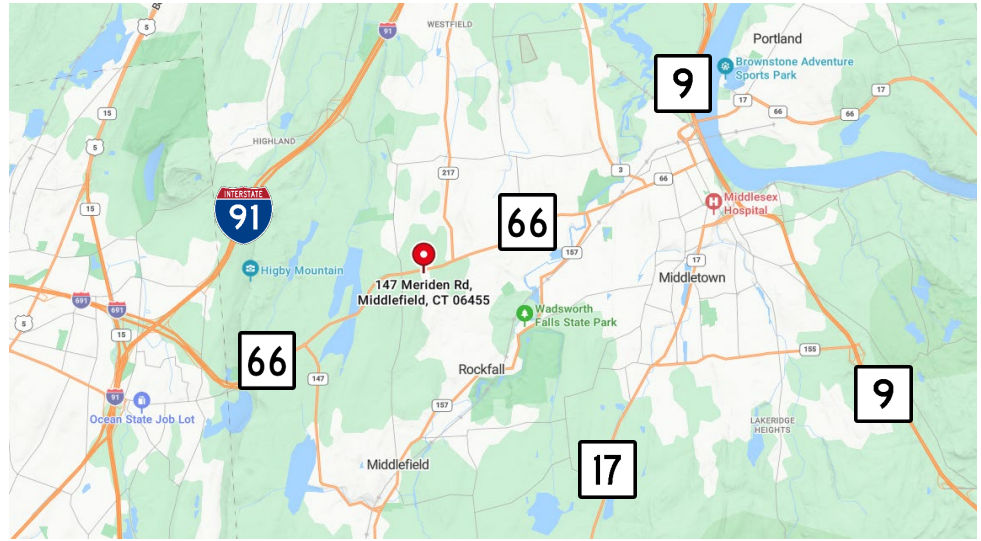 WESTFIELD
5
91
Portland
Brownstone Adventure
Sports Park
9
17
17
66
66
15
5
HIGHLAND
217
3
66
15
INTERSTATE
91
66
Middlesex
Hospital
157
17
Higby Mountain
147 Meriden Rd,
Middlefield, CT 06455
Middletown
691
691
5
15
Wadsworth
Falls State Park
66
155
147
Rockfall
91
157
9
Ocean State Job Lot
LAKERIDGE
HEIGHTS
Middlefield
17